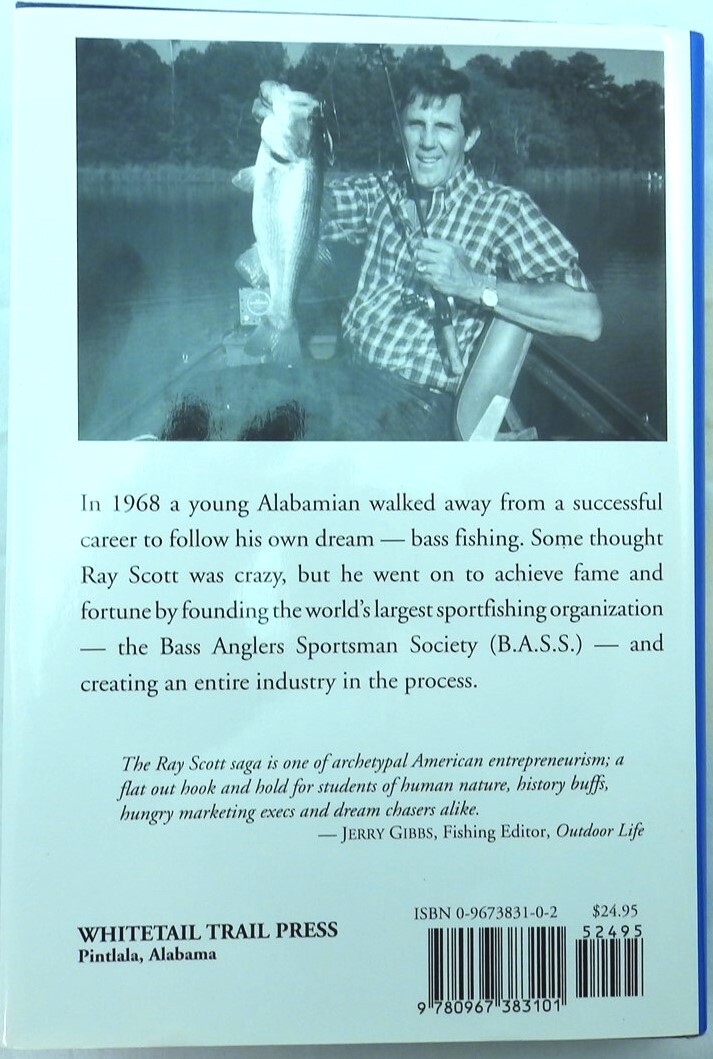 In 1968 a young Alabamian walked away from a successful
career to follow his own dream — bass fishing. Some thought
Ray Scott was crazy, but he went on to achieve fame and
fortune by founding the world's largest sportfishing organization
— the Bass Anglers Sportsman Society (B.A.S.S.) — and
creating an entire industry in the process.
The Ray Scott saga is one of archetypal American entrepreneurism; a
flat out hook and hold for students of human nature, history buffs,
hungry marketing execs and dream chasers alike.
— JERRY GIBBS, Fishing Editor, Outdoor Life
WHITETAIL TRAIL PRESS
Pintlala, Alabama
ISBN 0-9673831-0-2 $24.95
52495
9 780967 383101